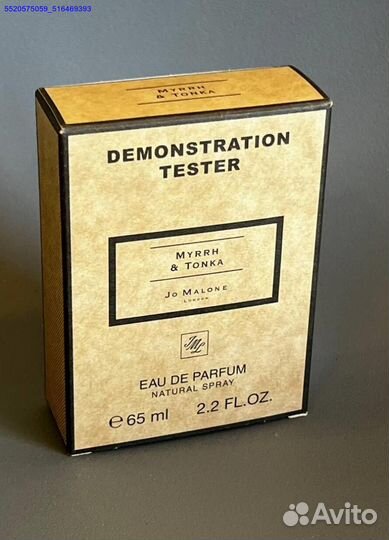 5520575059_516469393
MYRRH
& TONKA
DEMONSTRATION
TESTER
MYRRH
& TONKA
JO MALONE
LONDON
JML
EAU DE PARFUM
NATURAL SPRAY
e 65 ml 2.2 FL.OZ.
Avito